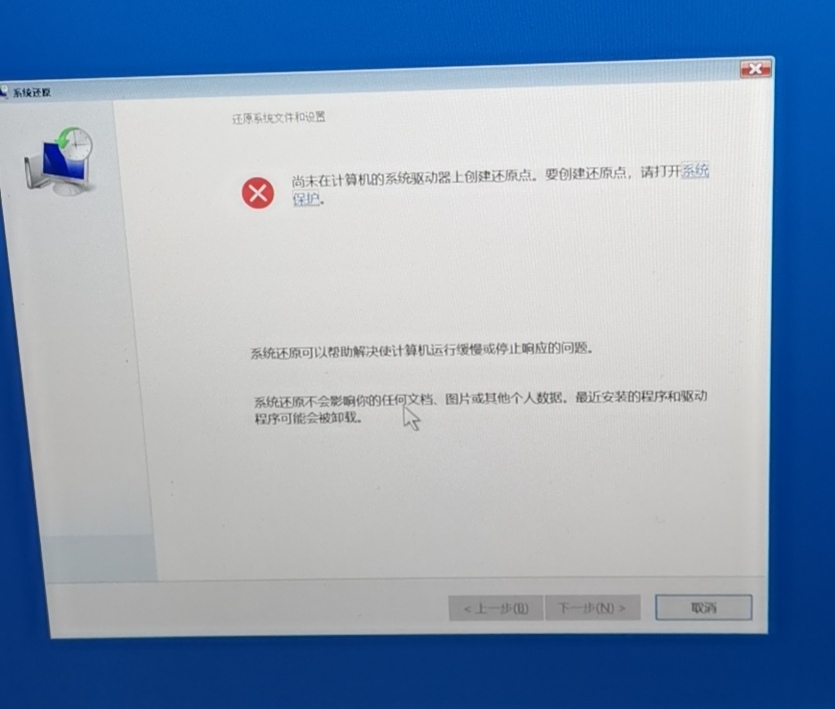 系统还原
还原系统文件和设置
尚未在计算机的系统驱动器上创建还原点。要创建还原点，请打开系统
保护。
系统还原可以帮助解决使计算机运行缓慢或停止响应的问题。
系统还原不会影响你的任何文档、图片或其他个人数据。最近安装的程序和驱动
程序可能会被卸载。
< 上一步(B) 下一步(N) > 取消